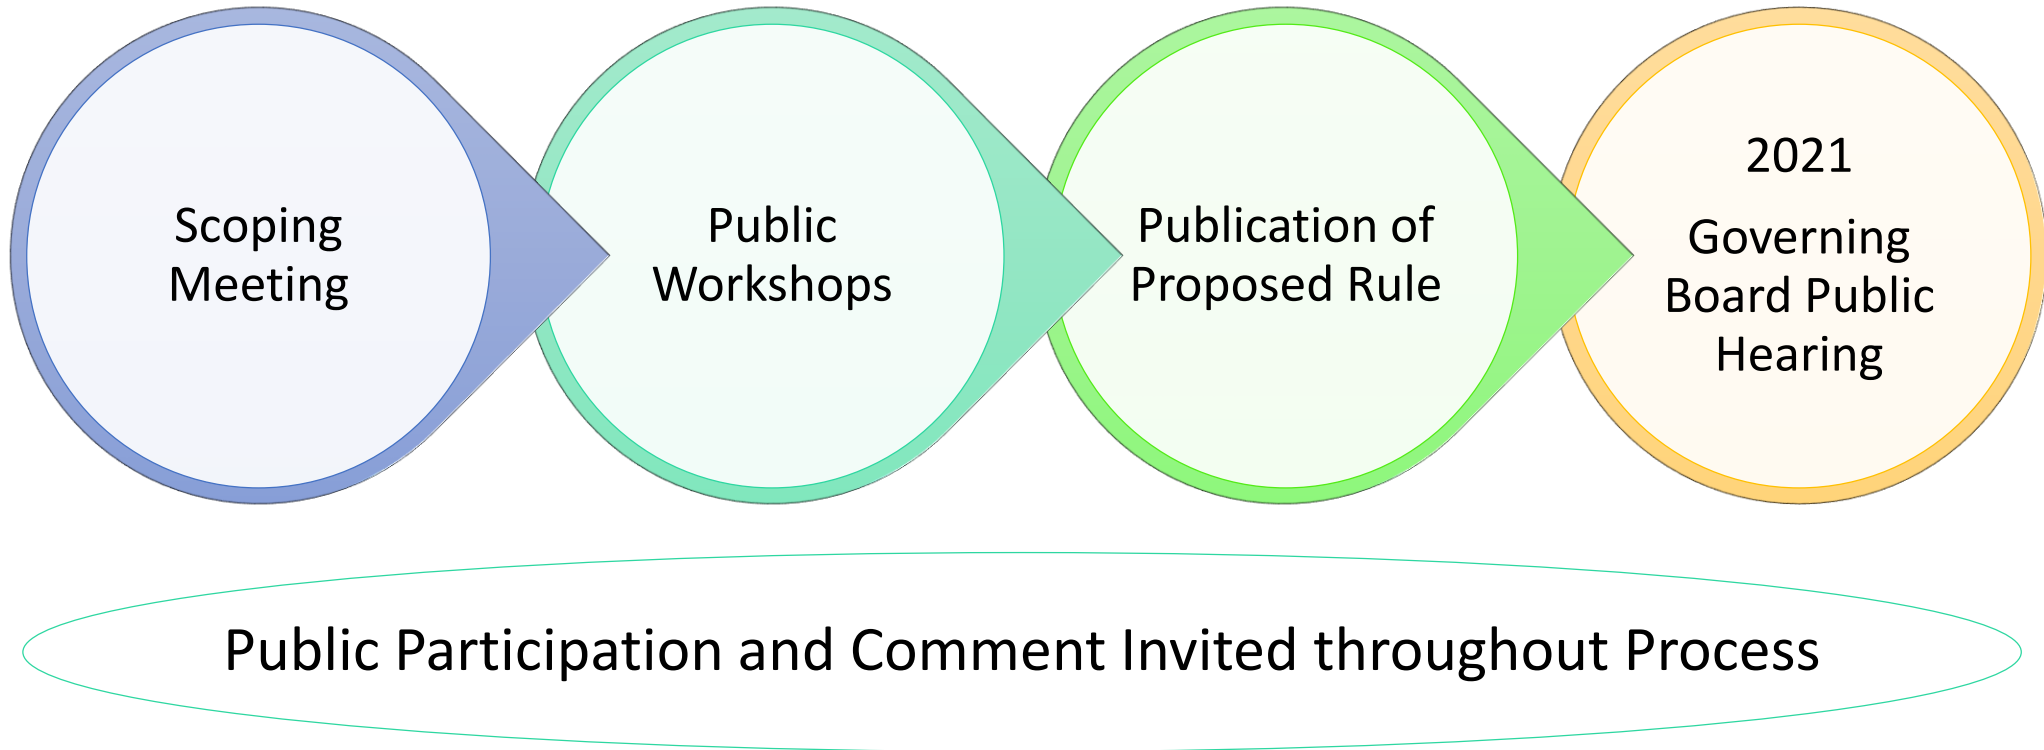 Scoping
Meeting
Public
Workshops
Publication of
Proposed Rule
2021
Governing
Board Public
Hearing
Public Participation and Comment Invited throughout Process